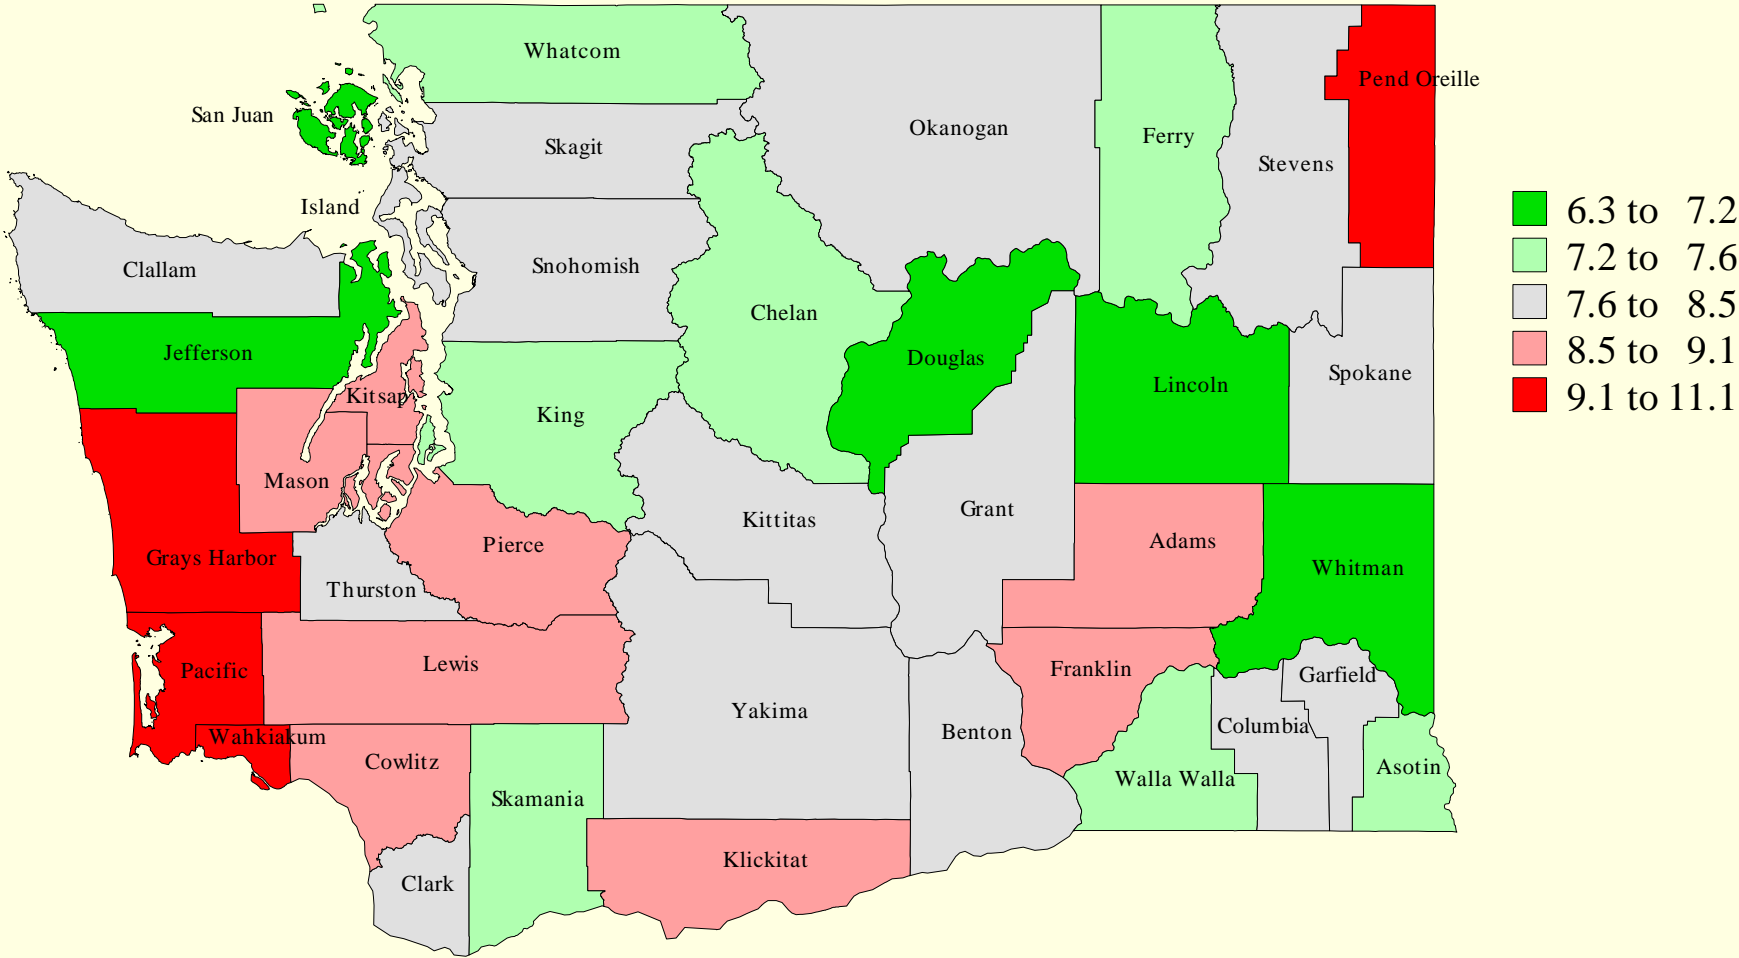 Whatcom
Pend Oreille
San Juan
Okanogan
Ferry
Skagit
Stevens
Island
Clallam
Snohomish
Chelan
Jefferson
Douglas
Lincoln
Spokane
Kitsap
King
Mason
Grant
Kittitas
Adams
Pierce
Grays Harbor
Whitman
Thurston
Lewis
Pacific
Franklin
Garfield
Yakima
Columbia
Benton
Wahkiakum
Cowlitz
Asotin
Walla Walla
Skamania
Klickitat
Clark
6.3 to 7.2
7.2 to 7.6
7.6 to 8.5
8.5 to 9.1
9.1 to 11.1